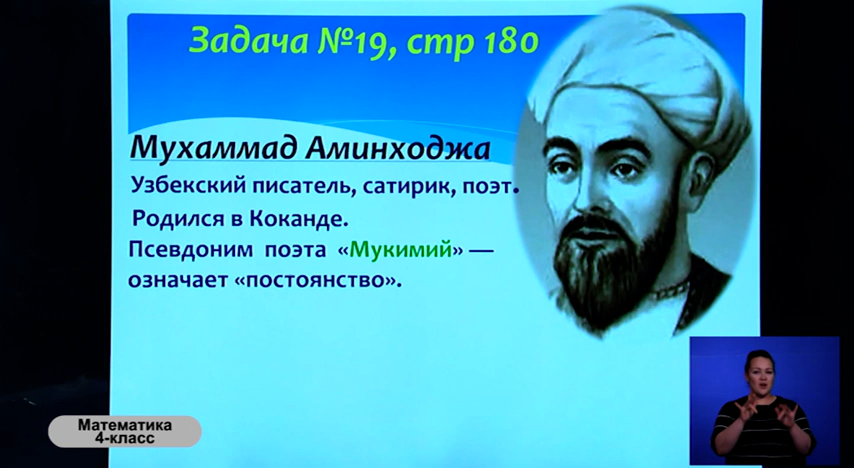 Задача №19, стр 180
Мухаммад Аминходжа
Узбекский писатель, сатирик, поэт.
Родился в Коканде.
Псевдоним поэта «Мукимий» —
означает «постоянство».
Математика
4-класс